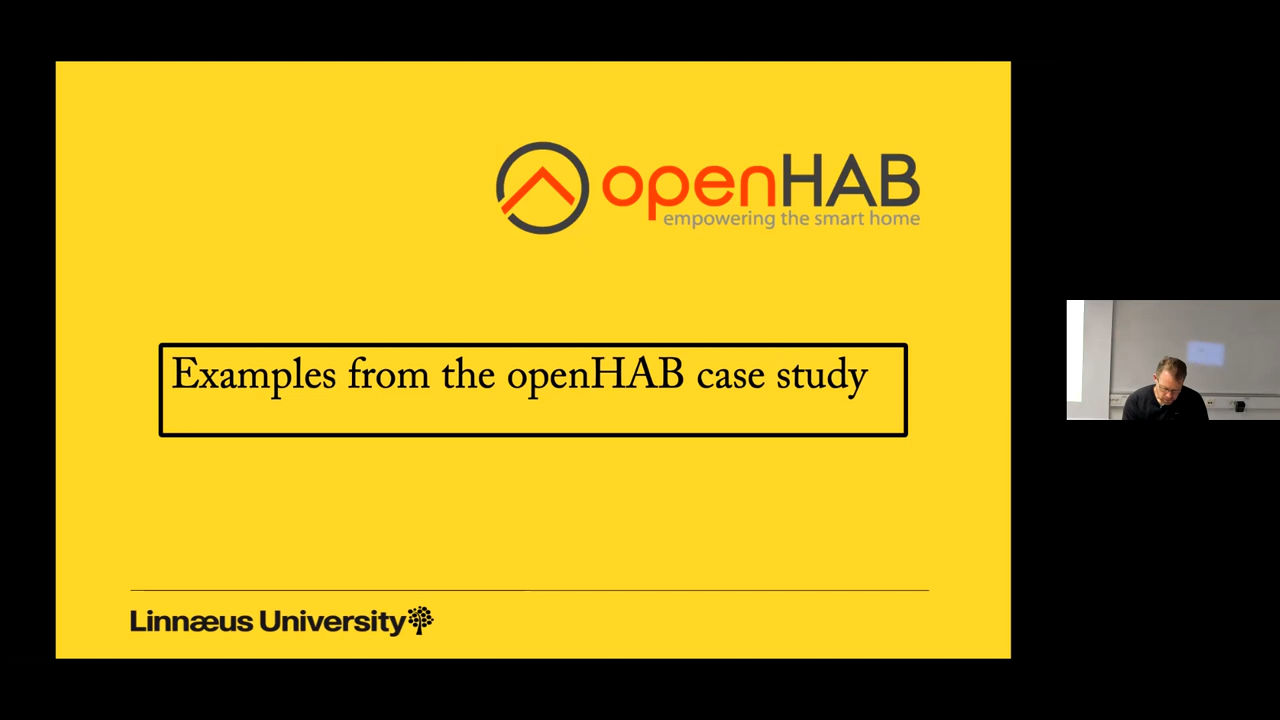 openHAB
empowering the smart home
Examples from the openHAB case study
Linnæus University